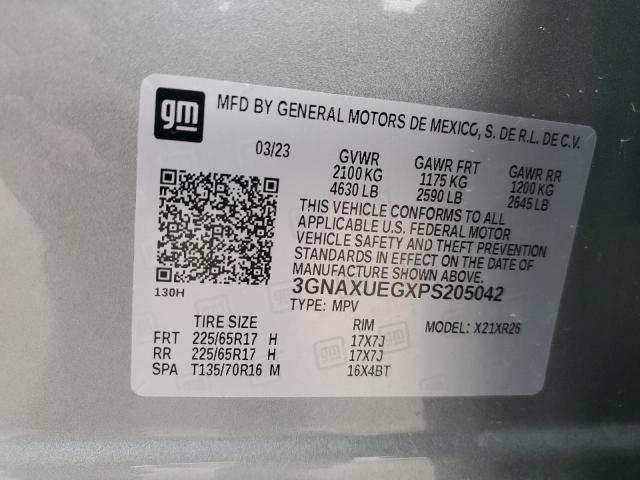 gm
MFD BY GENERAL MOTORS DE MEXICO, S. DE R.L. DE C.V.
03/23 GVWR GAWR FRT GAWR RR
2100 KG 1175 KG 1200 KG
4630 LB 2590 LB 2645 LB
THIS VEHICLE CONFORMS TO ALL
APPLICABLE U.S. FEDERAL MOTOR
VEHICLE SAFETY AND THEFT PREVENTION
STANDARDS IN EFFECT ON THE DATE OF
MANUFACTURE SHOWN ABOVE.
130H 3GNAXUEGXPS205042
TYPE: MPV MODEL: X21XR26
TIRE SIZE RIM
FRT 225/65R17 H 17X7J
RR 225/65R17 H 17X7J
SPA T135/70R16 M 16X4BT